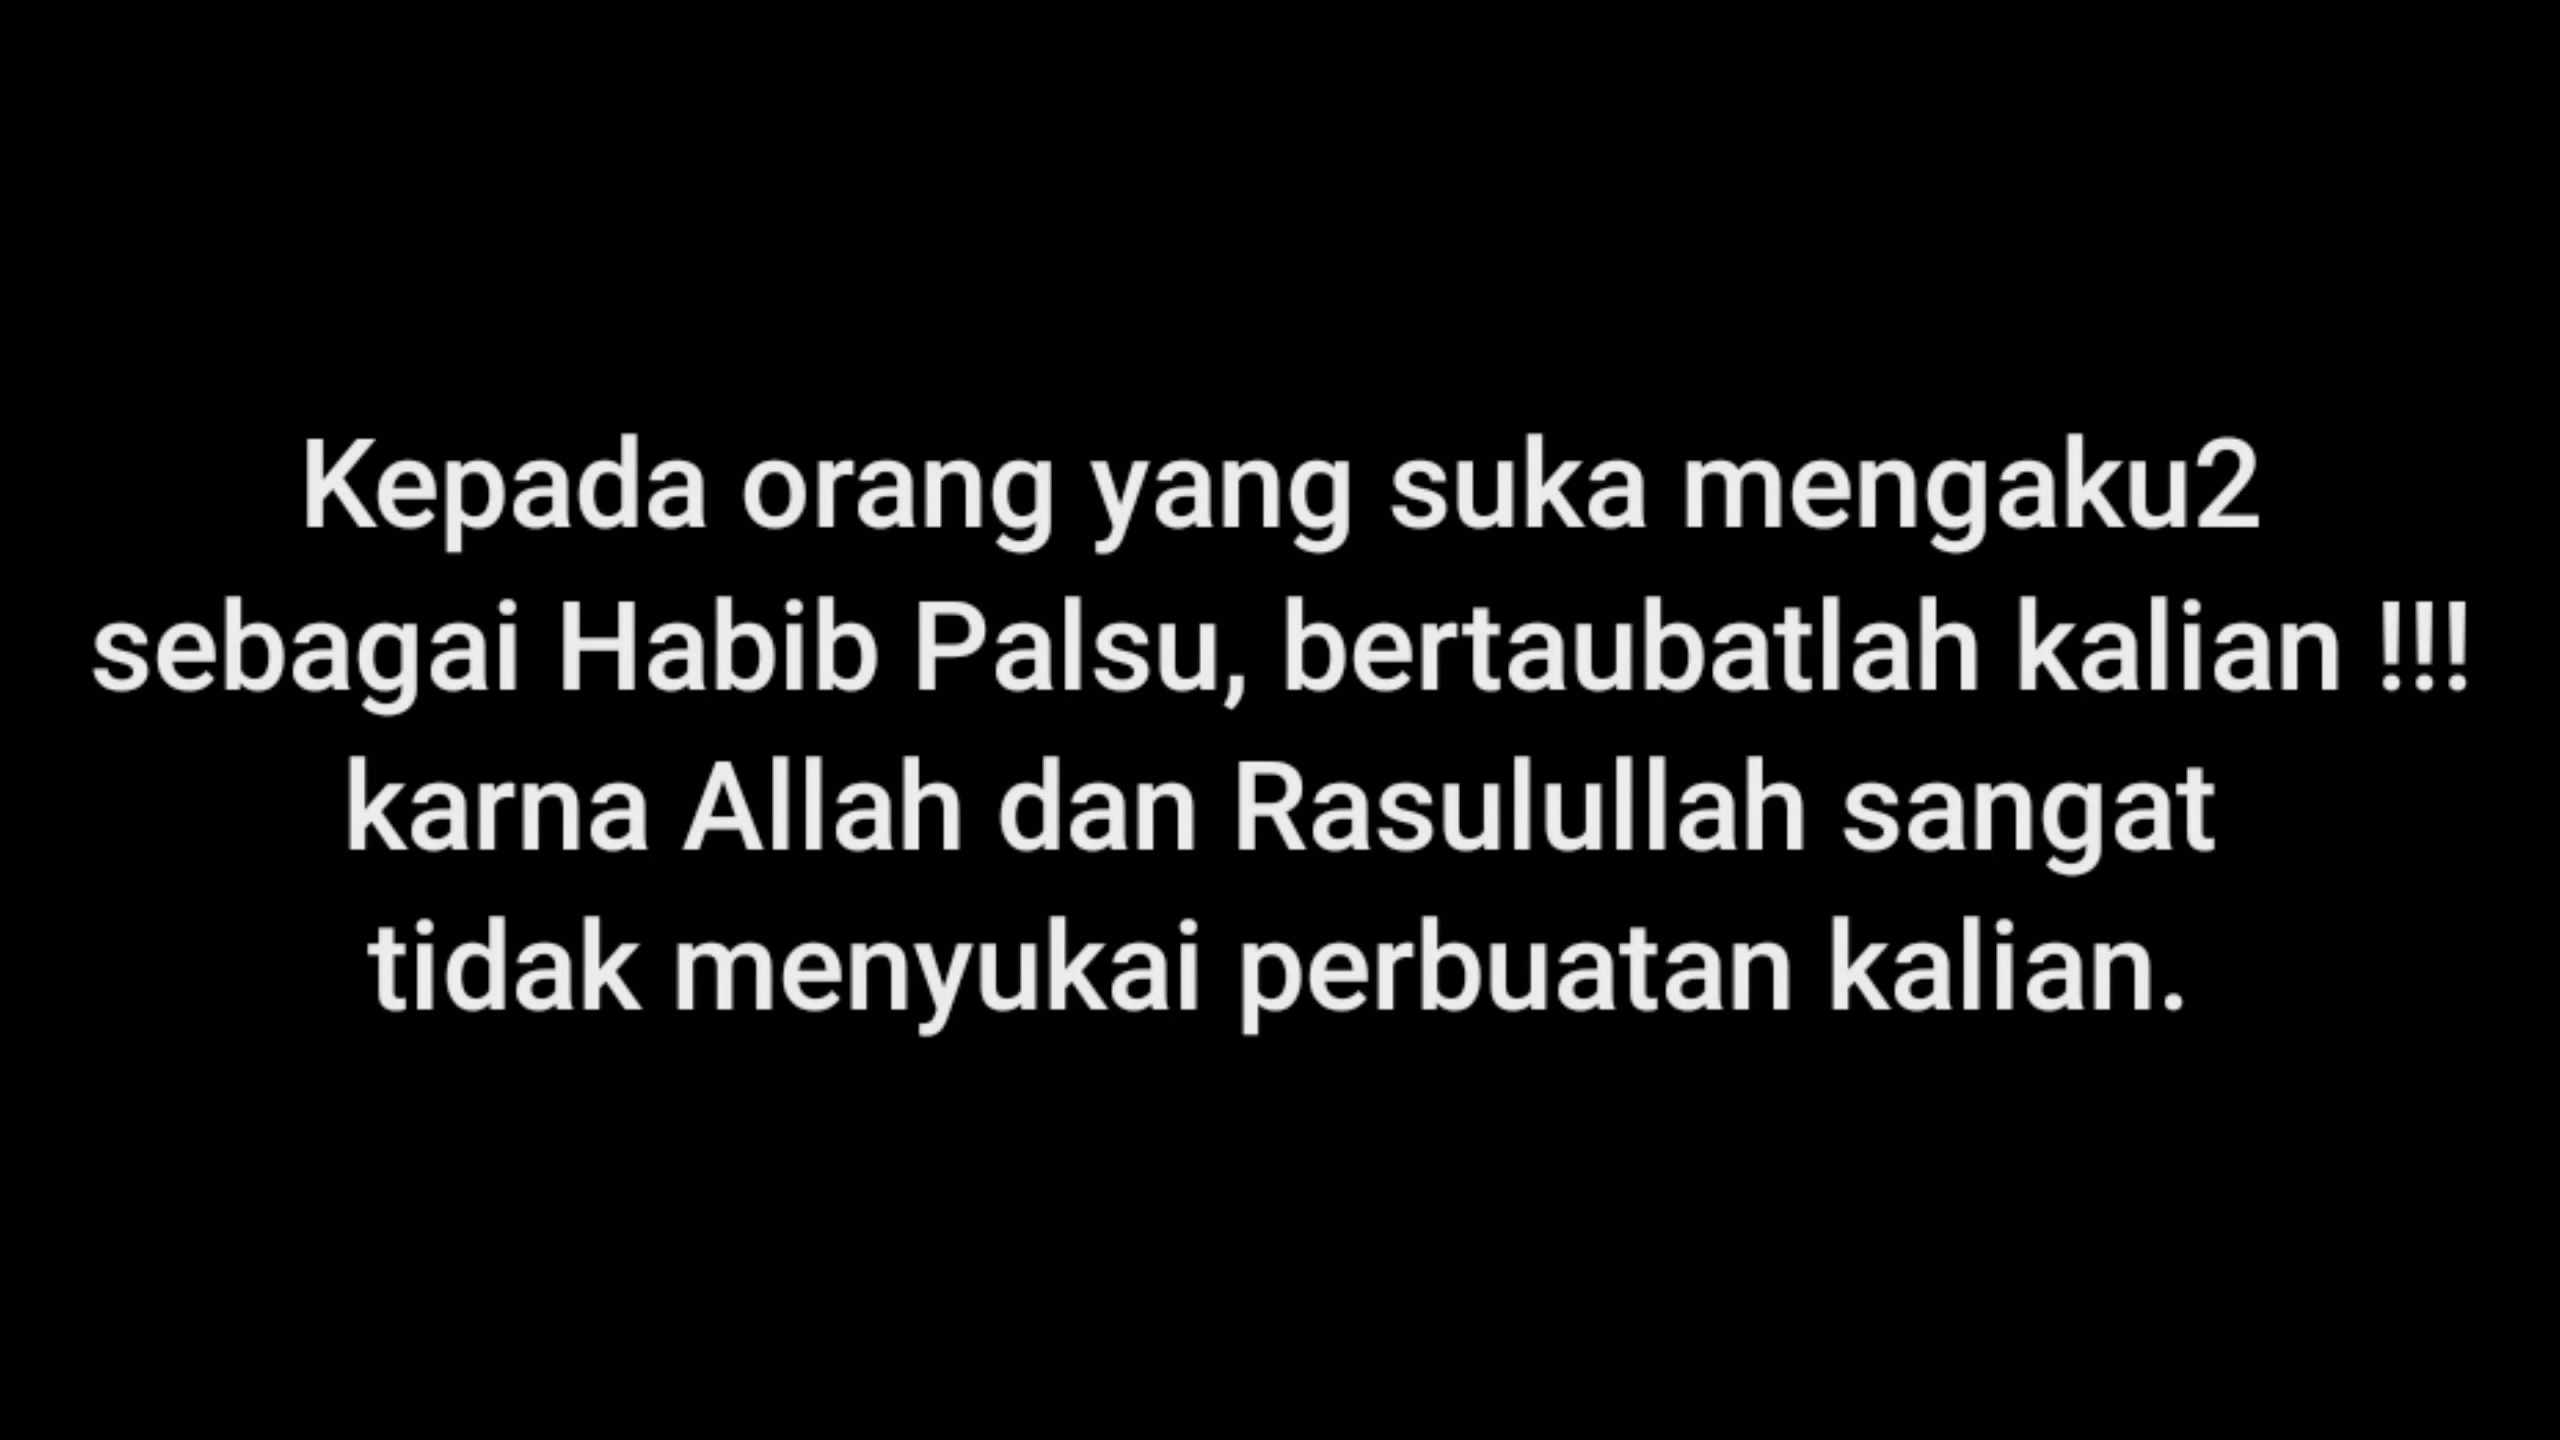 Kepada orang yang suka mengaku2
sebagai Habib Palsu, bertaubatlah kalian !!!
karna Allah dan Rasulullah sangat
tidak menyukai perbuatan kalian.